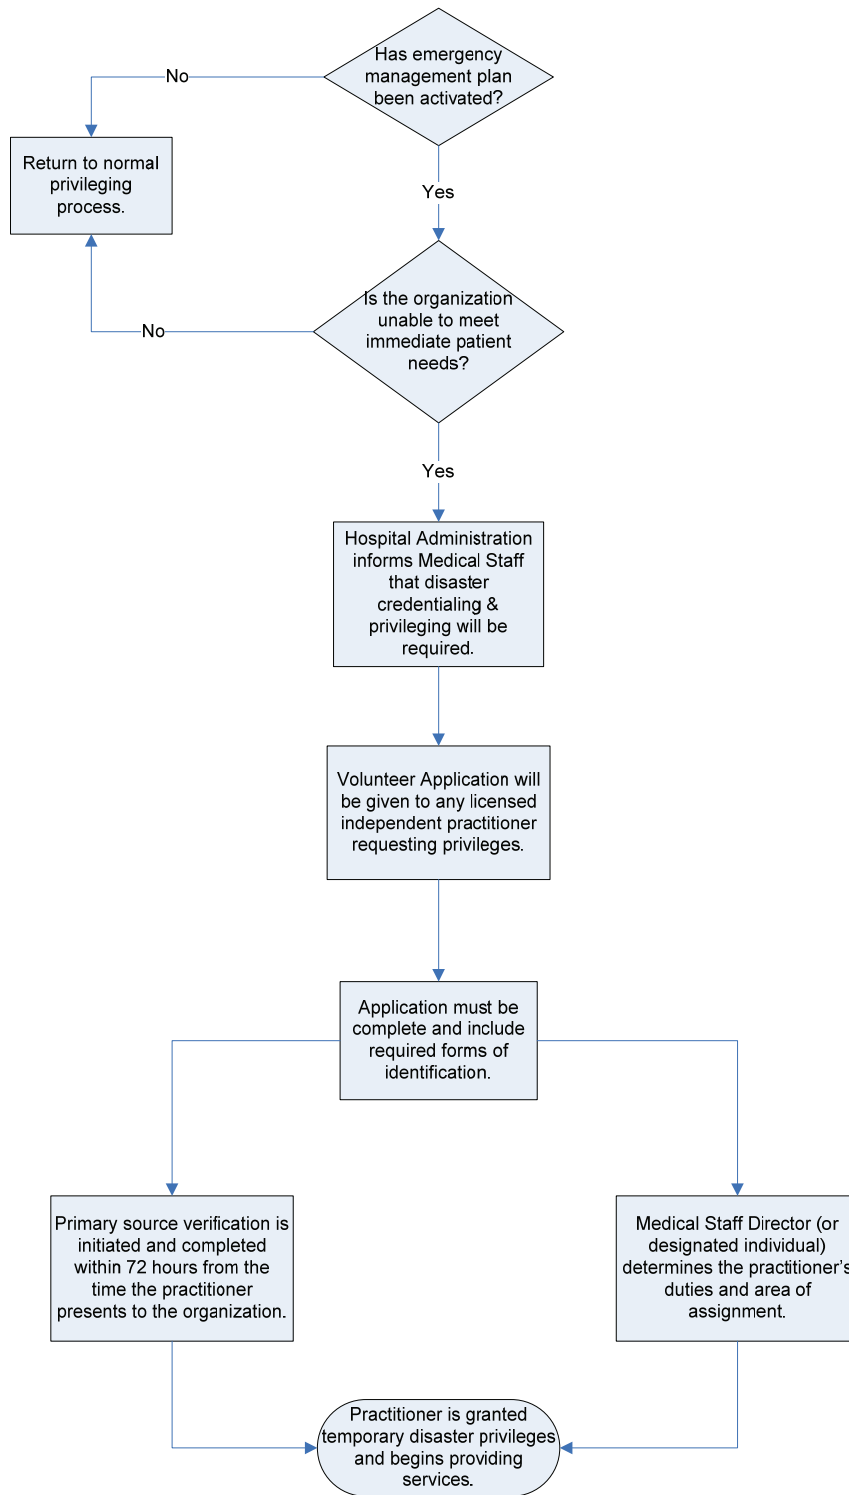 Has emergency
management plan
been activated?
No
Return to normal
privileging
process.
Yes
Is the organization
unable to meet
immediate patient
needs?
No
Yes
Hospital Administration
informs Medical Staff
that disaster
credentialing &
privileging will be
required.
Volunteer Application will
be given to any licensed
independent practitioner
requesting privileges.
Application must be
complete and include
required forms of
identification.
Primary source verification is
initiated and completed
within 72 hours from the
time the practitioner
presents to the organization.
Medical Staff Director (or
designated individual)
determines the practitioner's
duties and area of
assignment.
Practitioner is granted
temporary disaster privileges
and begins providing
services.